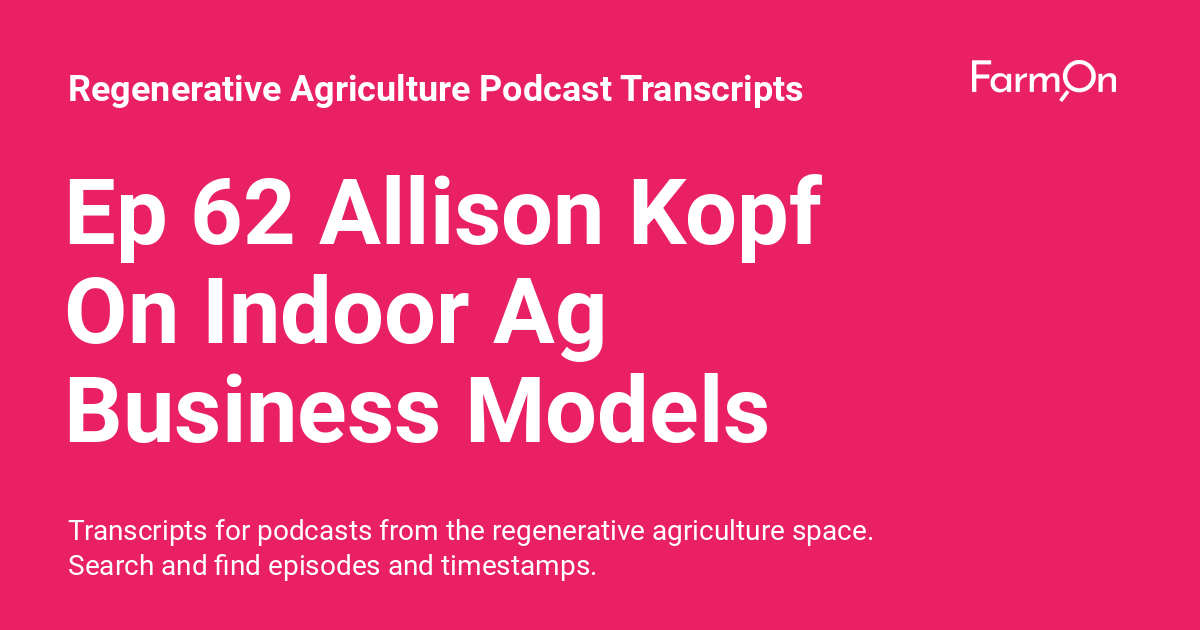 Regenerative Agriculture Podcast Transcripts
FarmOn
Ep 62 Allison Kopf
On Indoor Ag
Business Models
Transcripts for podcasts from the regenerative agriculture space.
Search and find episodes and timestamps.